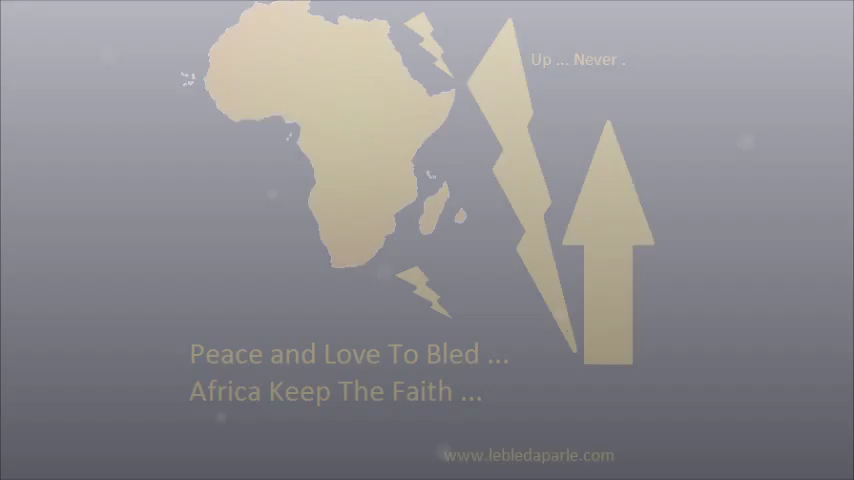 Up ... Never .
Peace and Love To Bled ...
Africa Keep The Faith ...
www.lebledaparle.com